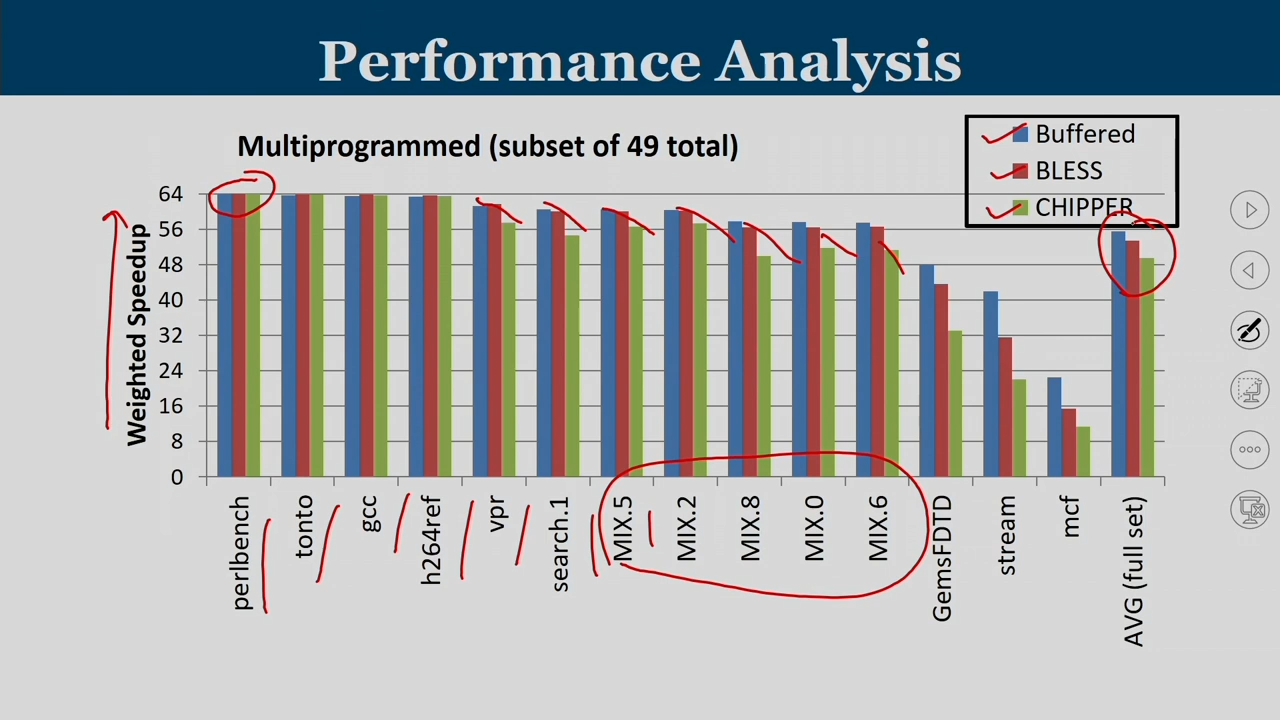 Performance Analysis
Multiprogrammed (subset of 49 total)
Buffered
BLESS
CHIPPER
Weighted Speedup
64
56
48
40
32
24
16
8
0
perlbench
tonto
gcc
h264ref
vpr
search.1
MIX.5
MIX.2
MIX.8
MIX.0
MIX.6
GemsFDTD
stream
mcf
AVG (full set)